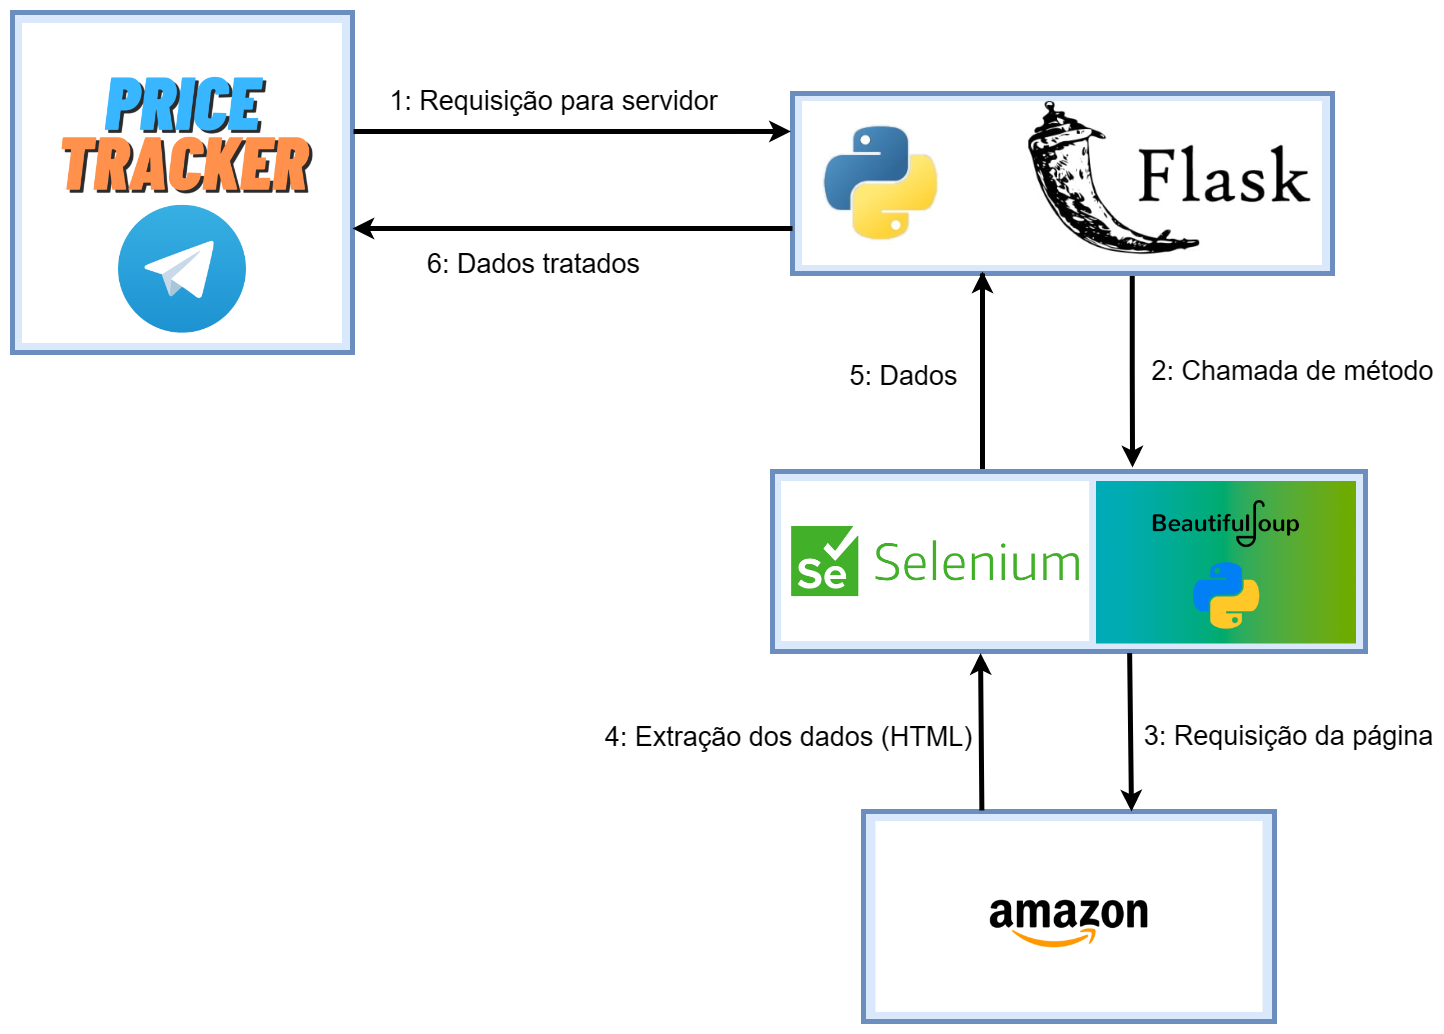 PRICE
TRACKER
1: Requisição para servidor
Flask
6: Dados tratados
5: Dados
2: Chamada de método
Se Selenium
BeautifulSoup
4: Extração dos dados (HTML)
3: Requisição da página
amazon